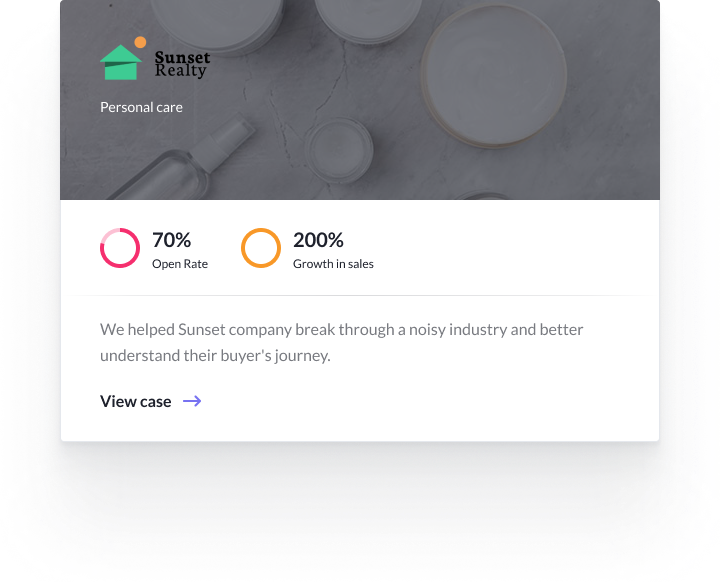 Sunset
Realty
Personal care
70%
Open Rate
200%
Growth in sales
We helped Sunset company break through a noisy industry and better
understand their buyer's journey.
View case